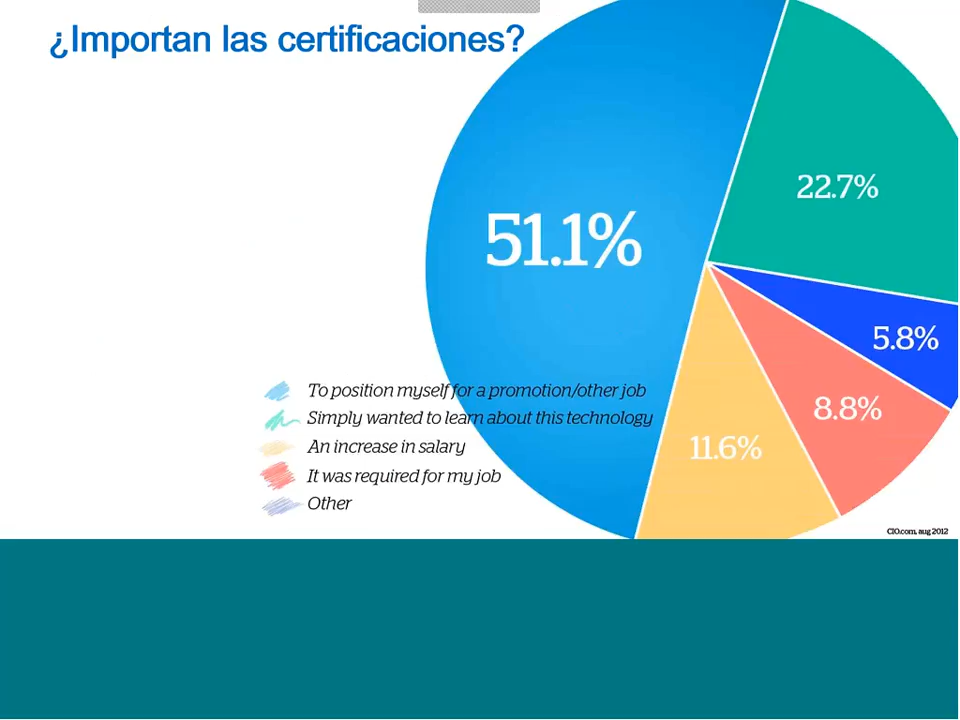 ¿Importan las certificaciones?
22.7%
51.1%
5.8%
8.8%
11.6%
To position myself for a promotion/other job
Simply wanted to learn about this technology
An increase in salary
It was required for my job
Other
CIO.com, aug 2012